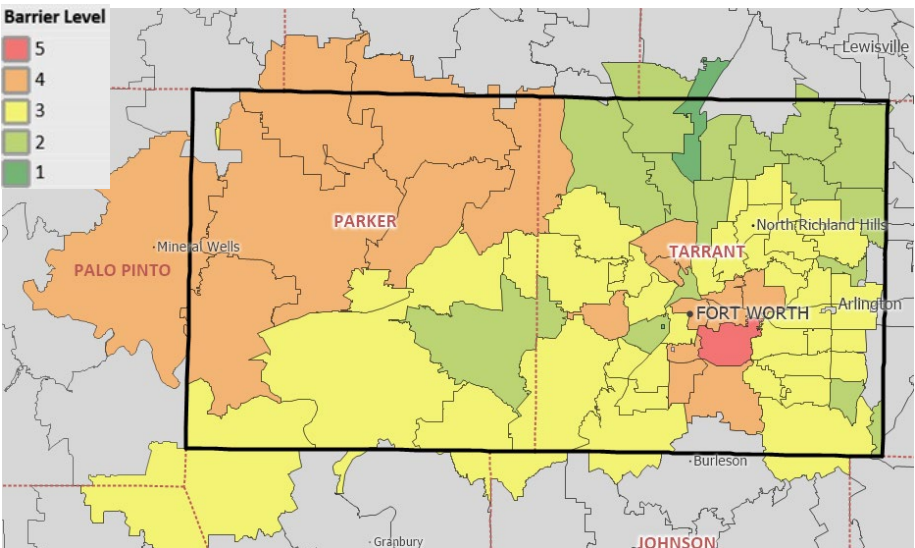 Barrier Level
5
4
3
2
1
Lewisville
PARKER
North Richland Hills
Mineral Wells
TARRANT
PALO PINTO
Arlington
FORT WORTH
Burleson
Granbury
JOHNSON